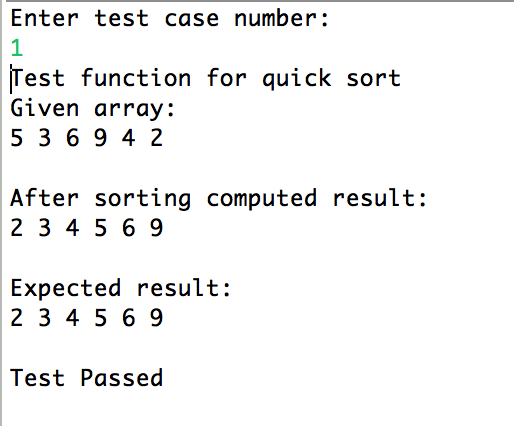 Enter test case number:
1
Test function for quick sort
Given array:
5 3 6 9 4 2
After sorting computed result:
2 3 4 5 6 9
Expected result:
2 3 4 5 6 9
Test Passed